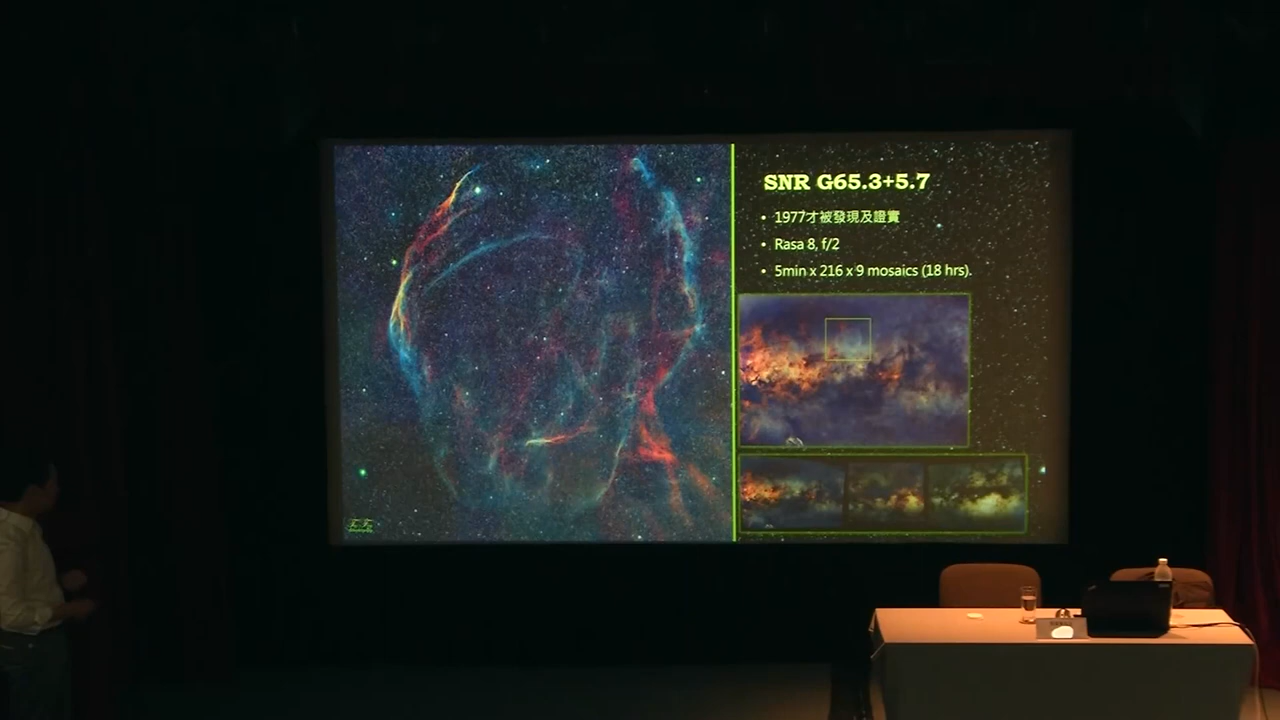 SNR G65.3+5.7
• 1977才被發現及證實
• Rasa 8, f/2
• 5min x 216 x 9 mosaics (18 hrs).